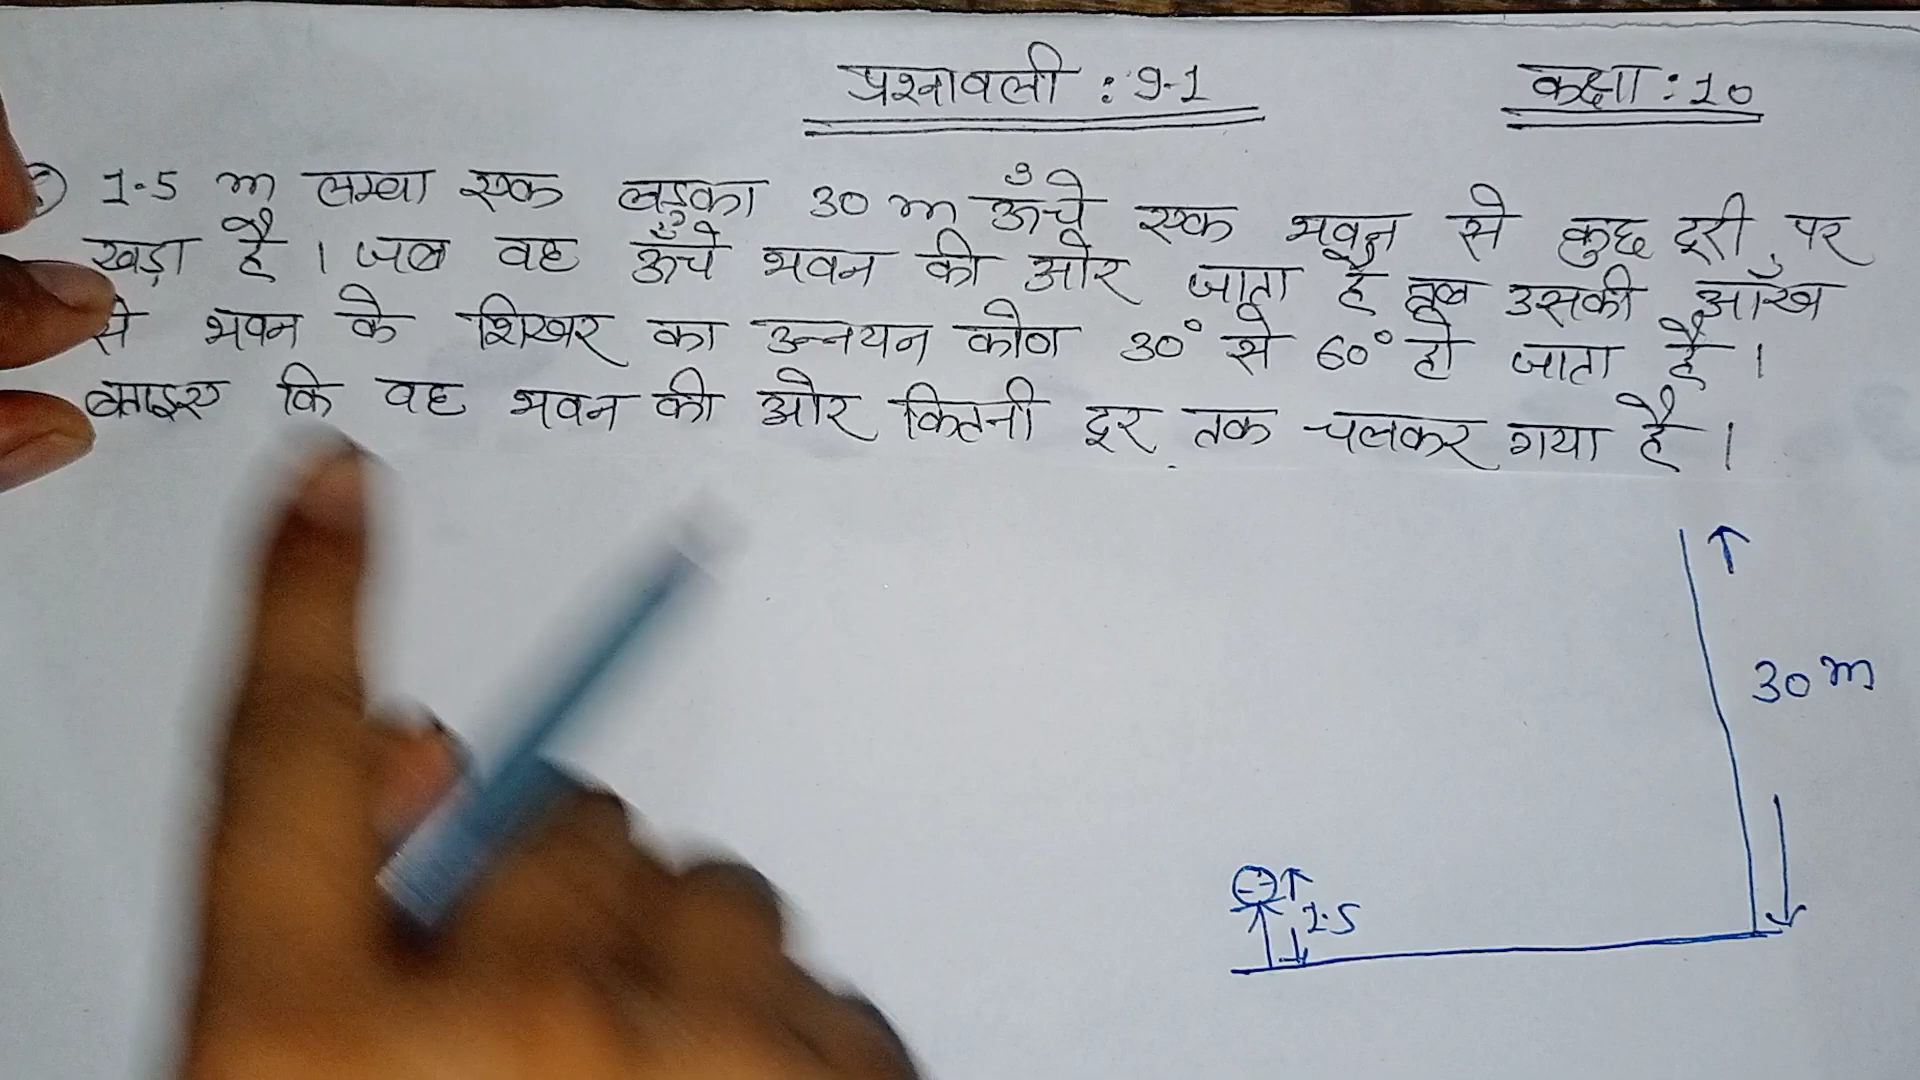 प्रश्नावली : 9.1
कक्षा : 10
1.5 m लम्बा एक लड़का 30 m ऊँचे एक भवन से कुछ दूरी पर
खड़ा है । जब वह ऊँचे भवन की ओर जाता है तब उसकी आँख
से भवन के शिखर का उन्नयन कोण 30° से 60° हो जाता है ।
बताइए कि वह भवन की ओर कितनी दूर तक चलकर गया है ।
30 m
1.5